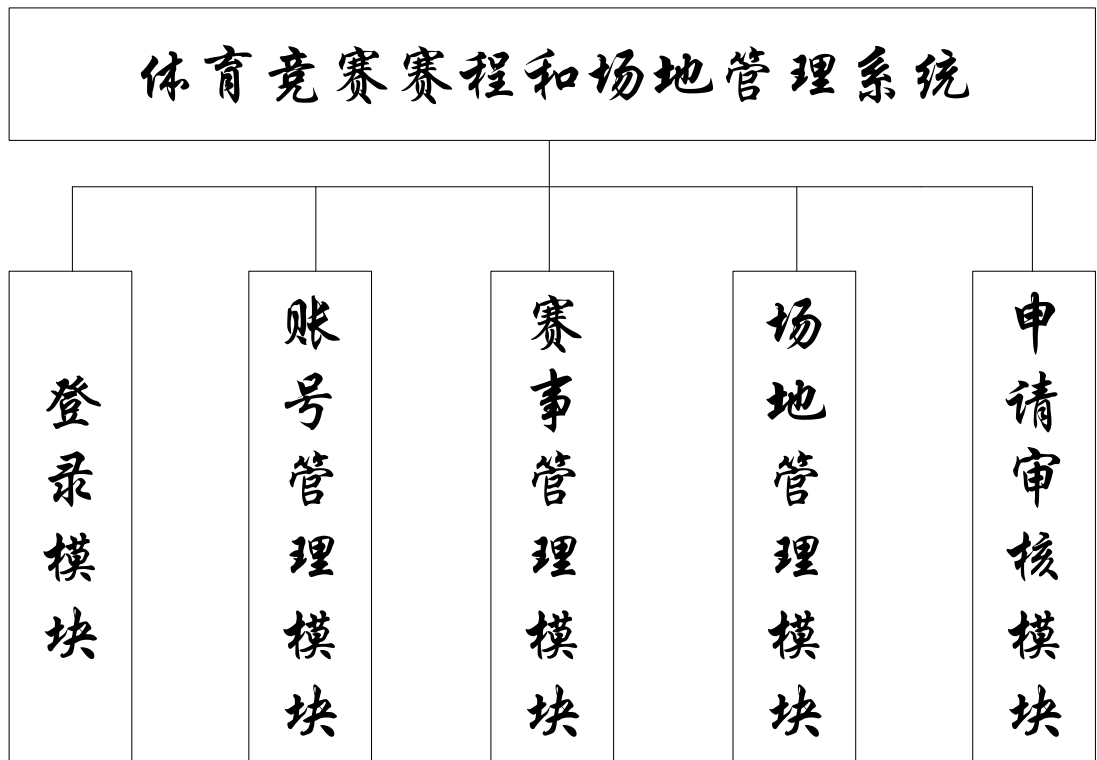 体育竞赛赛程和场地管理系统
登录模块
账号管理模块
赛事管理模块
场地管理模块
申请审核模块